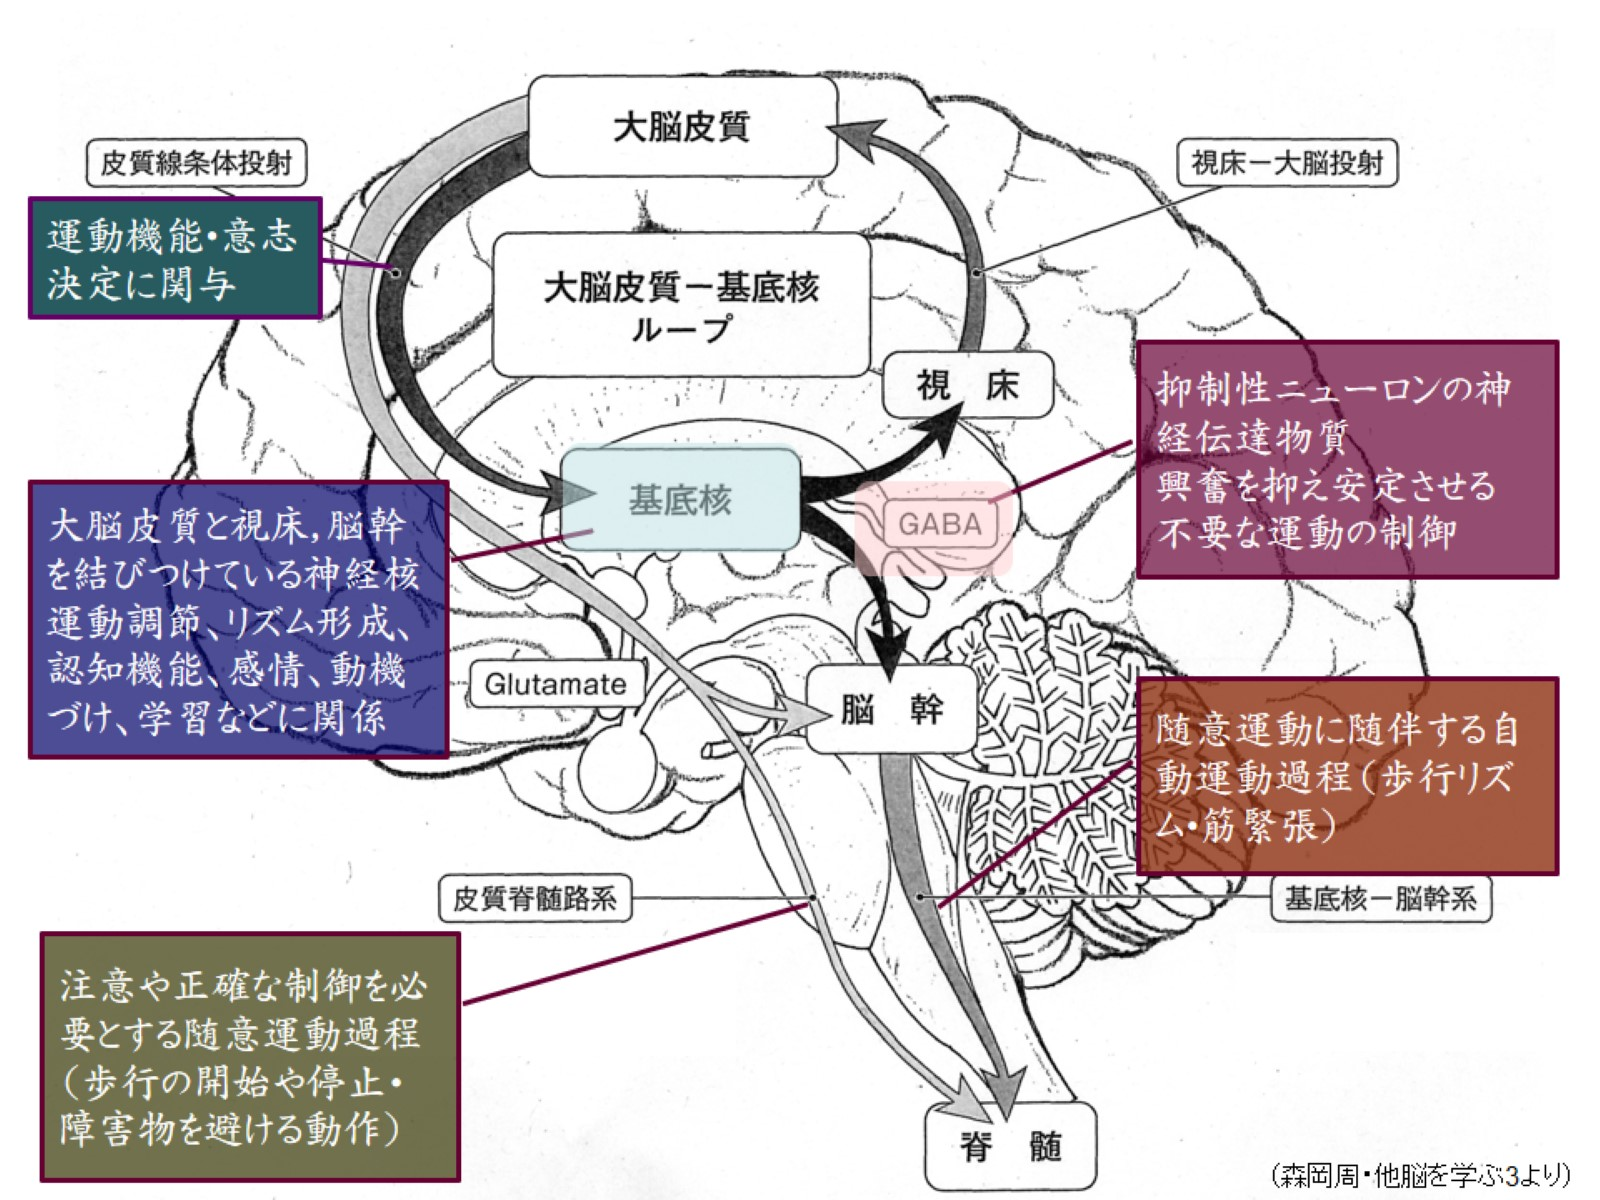 大脳皮質
皮質線条体投射
視床ー大脳投射
運動機能・意志
決定に関与
大脳皮質ー基底核
ループ
視 床
抑制性ニューロンの神
経伝達物質
興奮を抑え安定させる
不要な運動の制御
基底核
GABA
大脳皮質と視床,脳幹
を結びつけている神経核
運動調節、リズム形成、
認知機能、感情、動機
づけ、学習などに関係
Glutamate
脳 幹
随意運動に随伴する自
動運動過程（歩行リズ
ム・筋緊張）
皮質脊髄路系
基底核ー脳幹系
注意や正確な制御を必
要とする随意運動過程
（歩行の開始や停止・
障害物を避ける動作）
脊 髄
（森岡周・他脳を学ぶ3より）